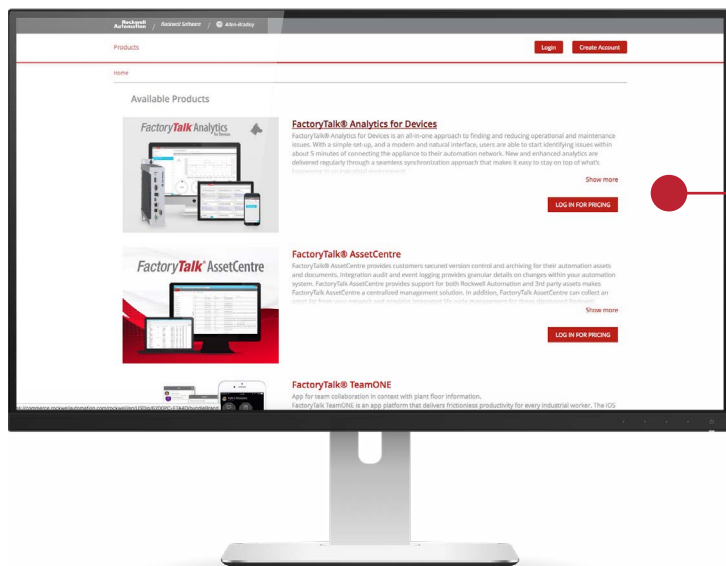 Rockwell Automation / Rockwell Software / Allen-Bradley
Products
Login
Create Account
Home
Available Products
FactoryTalk Analytics
for Devices
FactoryTalk® Analytics for Devices
FactoryTalk® Analytics for Devices is an all-in-one approach to finding and reducing operational and maintenance
issues. With a simple set-up, and a modern and natural interface, users are able to start identifying issues within
about 5 minutes of connecting the appliance to their automation network. New and enhanced analytics are
delivered regularly through a seamless synchronization approach that makes it easy to stay on top of what's
Show more
LOG IN FOR PRICING
FactoryTalk® AssetCentre
FactoryTalk® AssetCentre
FactoryTalk® AssetCentre provides customers secured version control and archiving for their automation assets
and documents. Integration audit and event logging provides granular details on changes within your automation
system. FactoryTalk AssetCentre provides support for both Rockwell Automation and 3rd party assets makes
FactoryTalk AssetCentre a centralized management solution. In addition, FactoryTalk AssetCentre can collect an
Show more
LOG IN FOR PRICING
FactoryTalk® TeamONE
App for team collaboration in context with plant floor information.
FactoryTalk TeamONE is an app platform that delivers frictionless productivity for every industrial worker. The iOS